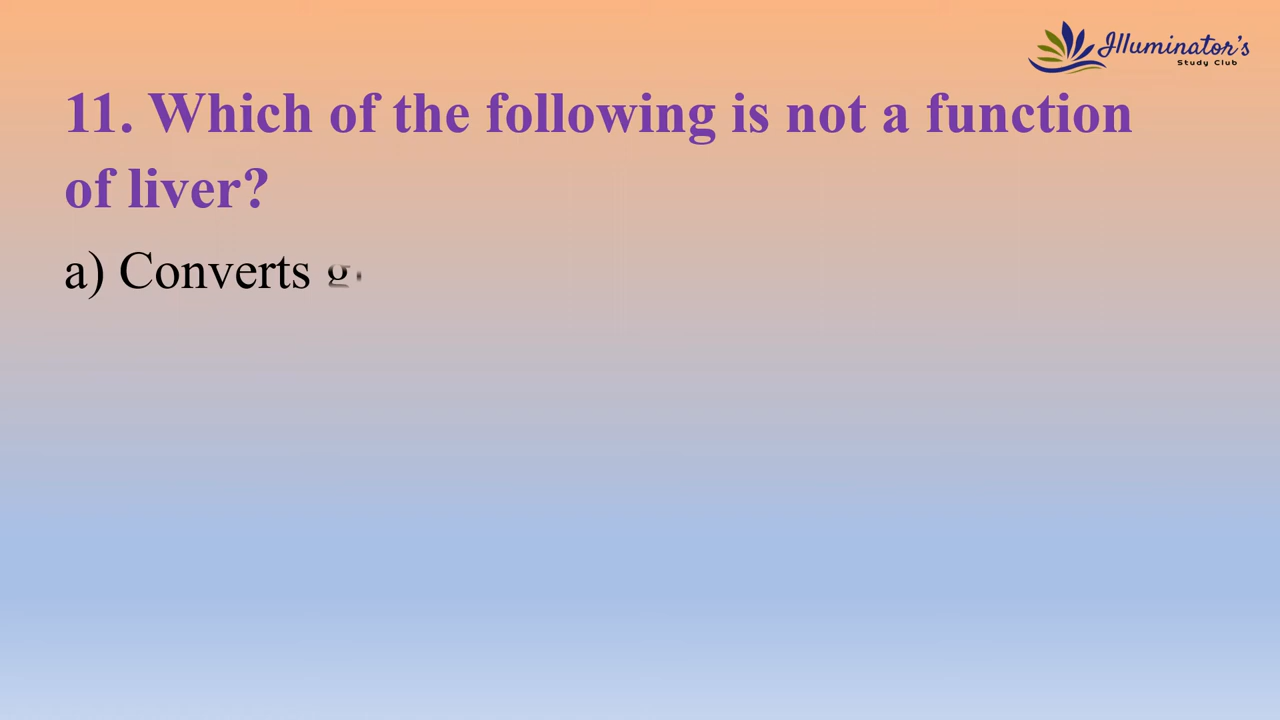 Illuminator's
Study Club
11. Which of the following is not a function
of liver?
a) Converts